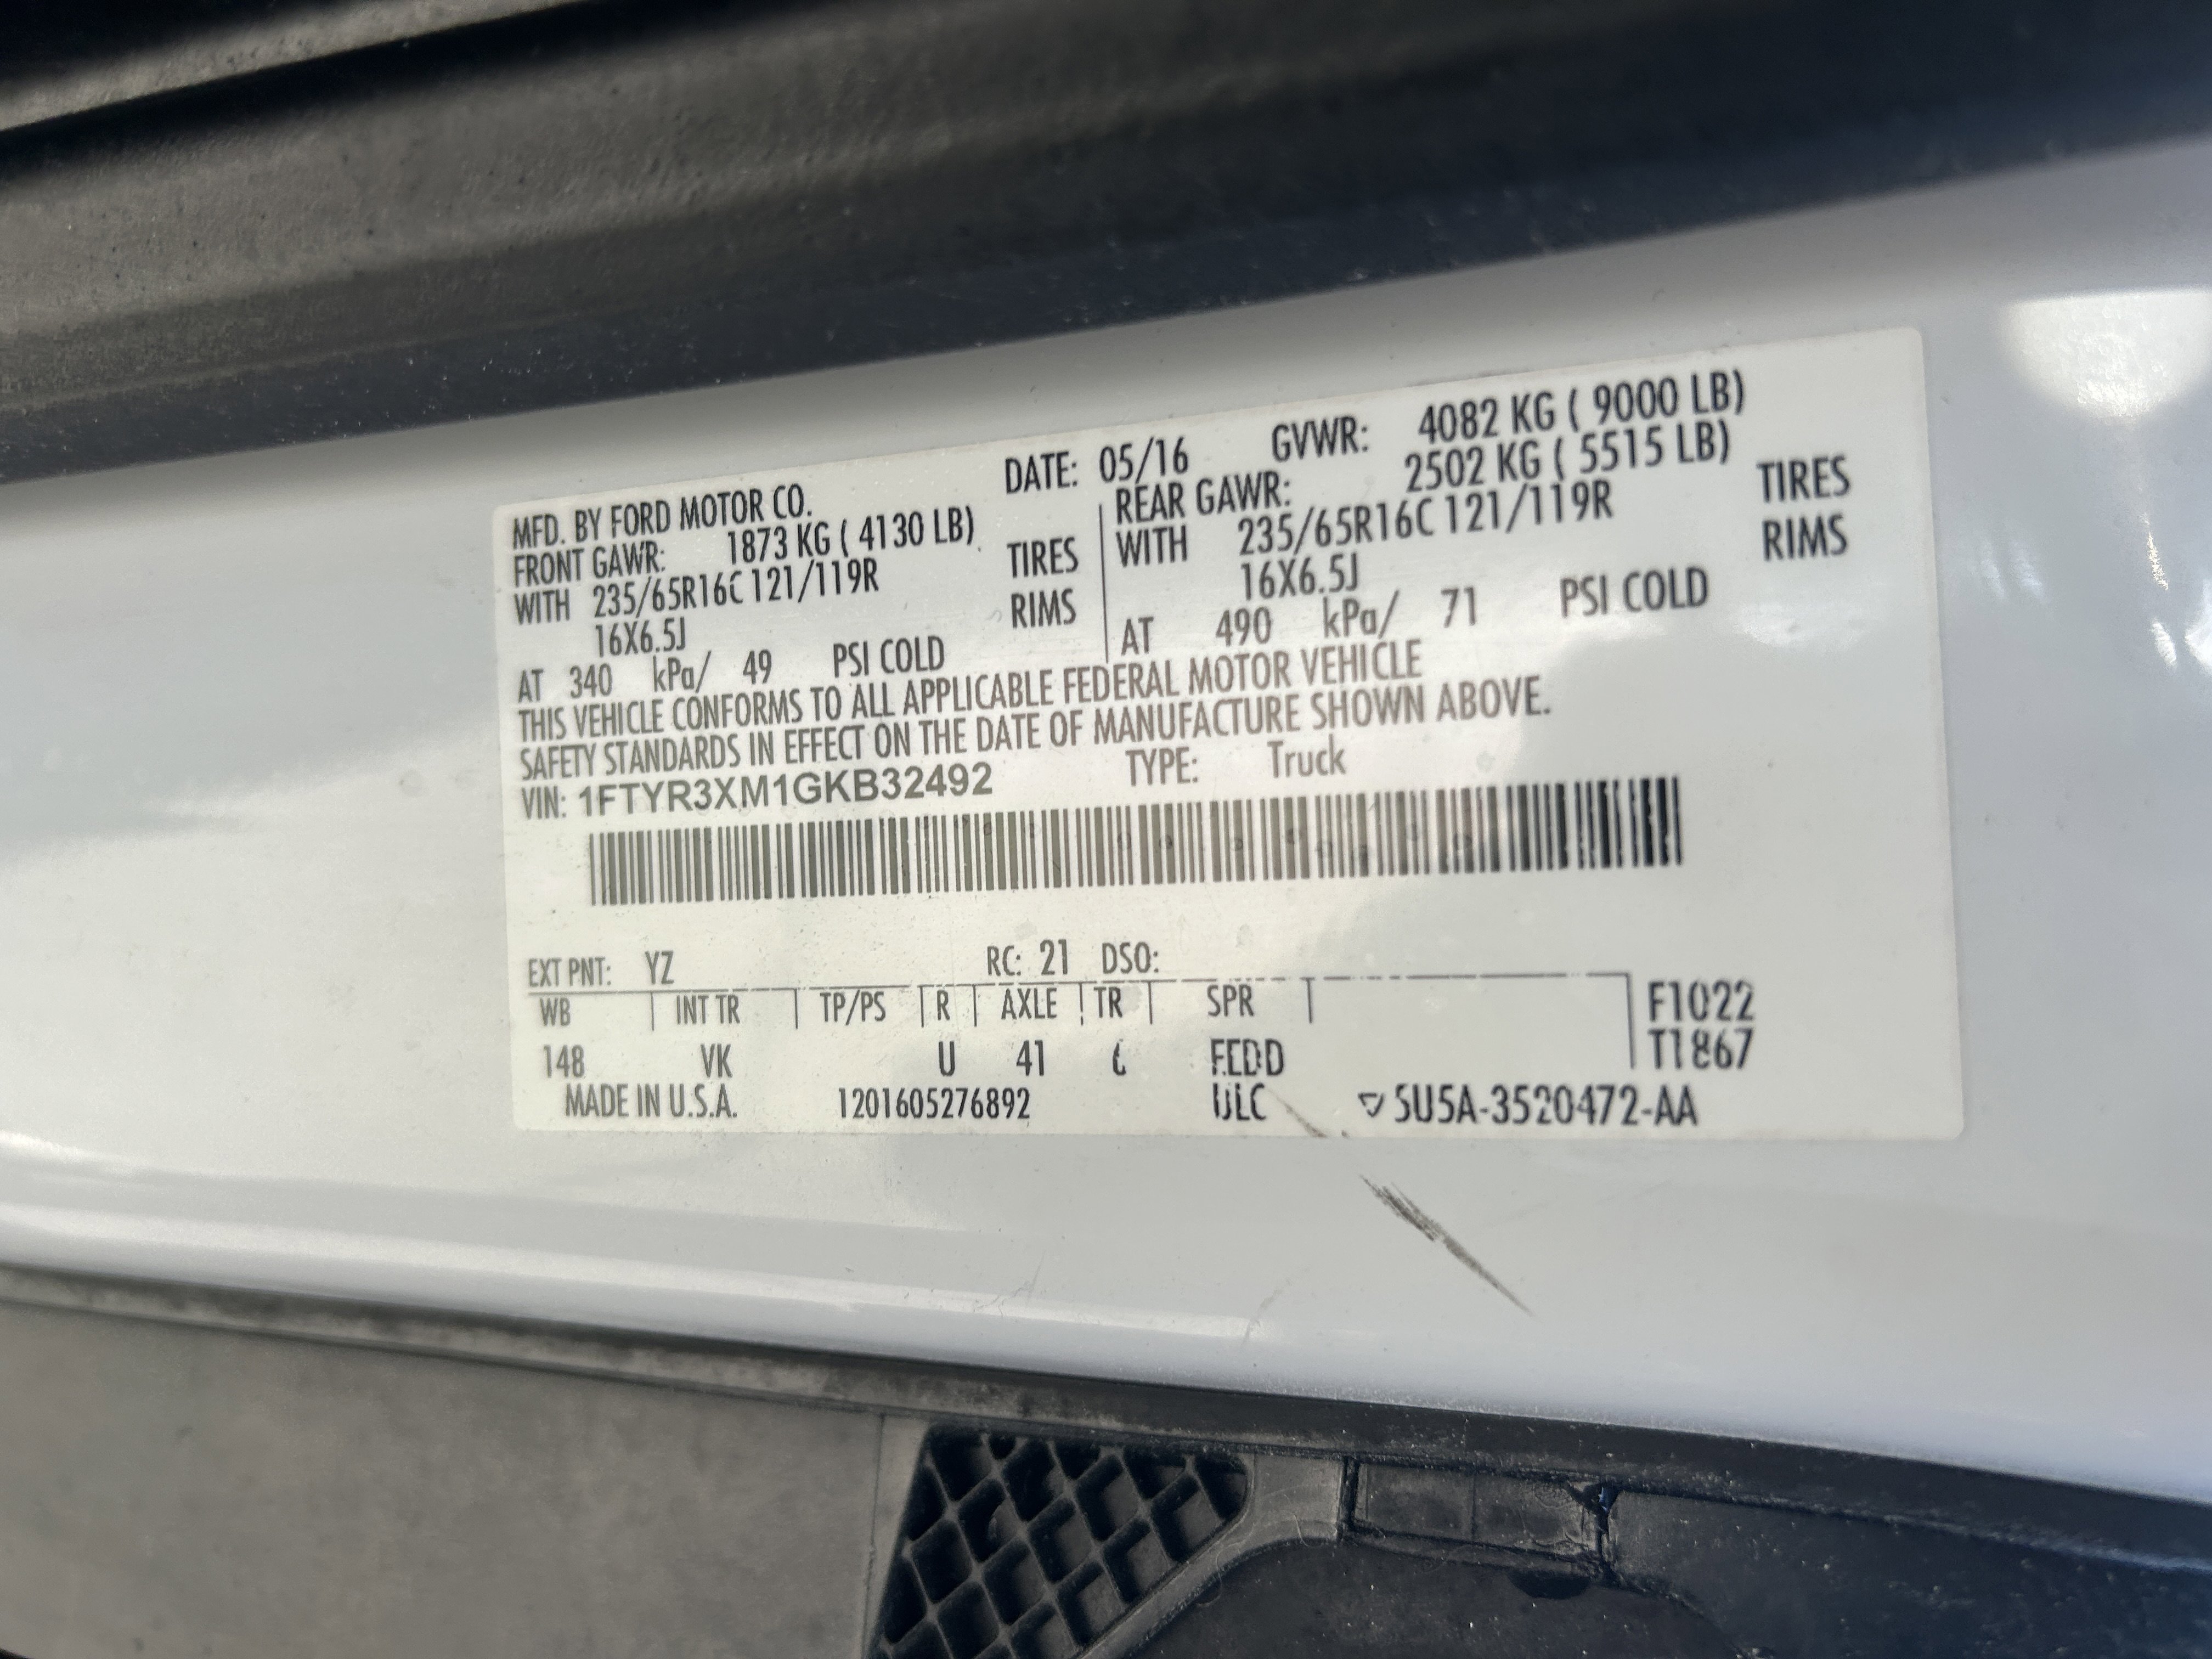 MFD. BY FORD MOTOR CO. DATE: 05/16 GVWR: 4082 KG ( 9000 LB)
FRONT GAWR: 1873 KG ( 4130 LB)
WITH 235/65R16C 121/119R TIRES
16X6.5J RIMS
AT 340 kPa/ 49 PSI COLD
REAR GAWR: 2502 KG ( 5515 LB)
WITH 235/65R16C 121/119R TIRES
16X6.5J RIMS
AT 490 kPa/ 71 PSI COLD
THIS VEHICLE CONFORMS TO ALL APPLICABLE FEDERAL MOTOR VEHICLE
SAFETY STANDARDS IN EFFECT ON THE DATE OF MANUFACTURE SHOWN ABOVE.
VIN: 1FTYR3XM1GKB32492 TYPE: Truck
EXT PNT: YZ RC: 21 DSO:
WB INT TR TP/PS R AXLE TR SPR F1022
148 VK U 41 6 T1867
MADE IN U.S.A. 1201605276892 5U5A-3520472-AA